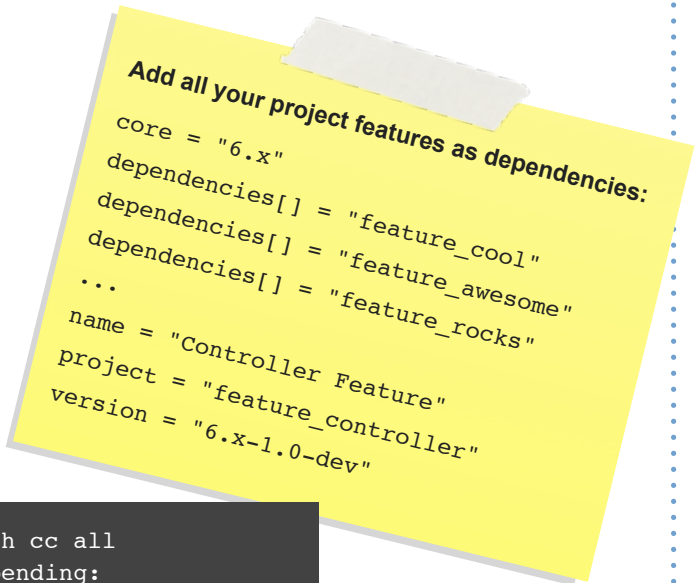 Add all your project features as dependencies:
core = "6.x"
dependencies[] = "feature_cool"
dependencies[] = "feature_awesome"
dependencies[] = "feature_rocks"
...
name = "Controller Feature"
project = "feature_controller"
version = "6.x-1.0-dev"
h cc all
ending: